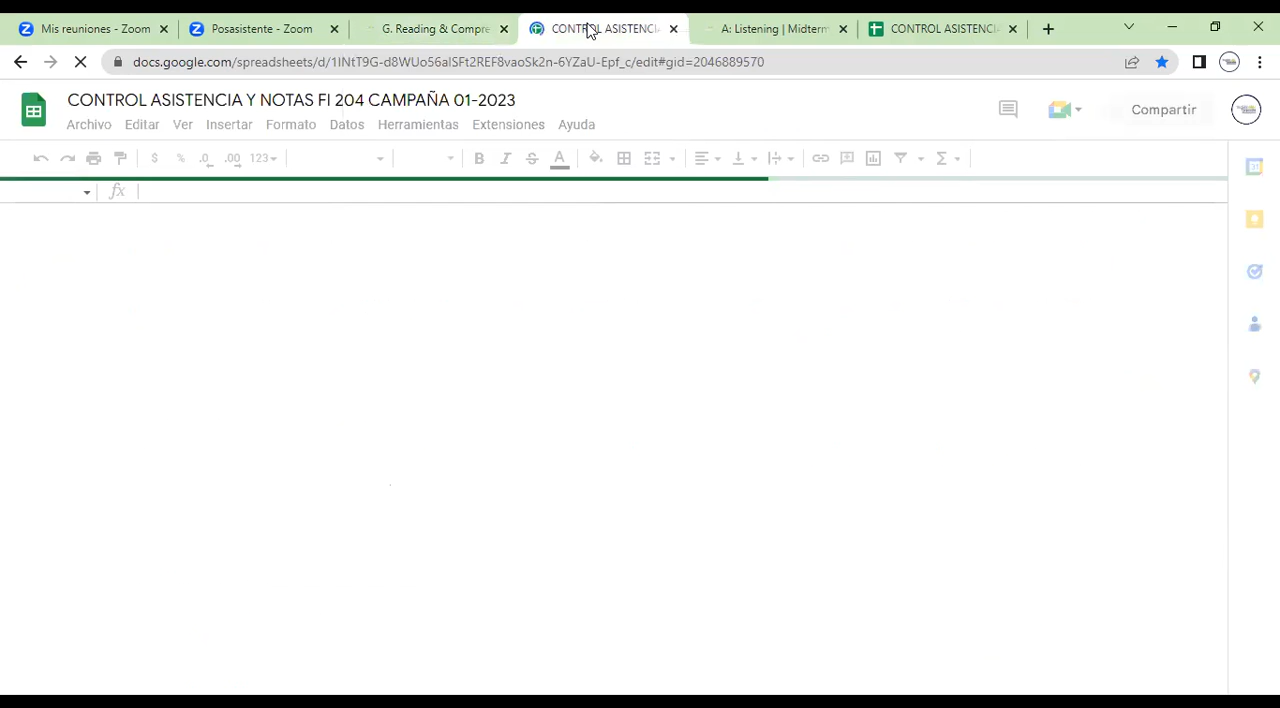 Mis reuniones - Zoom
Posasistente - Zoom
G. Reading & Compre
CONTROL ASISTENCI
A: Listening | Midterm
CONTROL ASISTENCIA
docs.google.com/spreadsheets/d/1INtT9G-d8WUo56alSFt2REF8vaoSk2n-6YZaU-Epf_c/edit#gid=2046889570
CONTROL ASISTENCIA Y NOTAS FI 204 CAMPAÑA 01-2023
Compartir
Archivo Editar Ver Insertar Formato Datos Herramientas Extensiones Ayuda
$ % .0 .00 123 B I S A Σ
fx